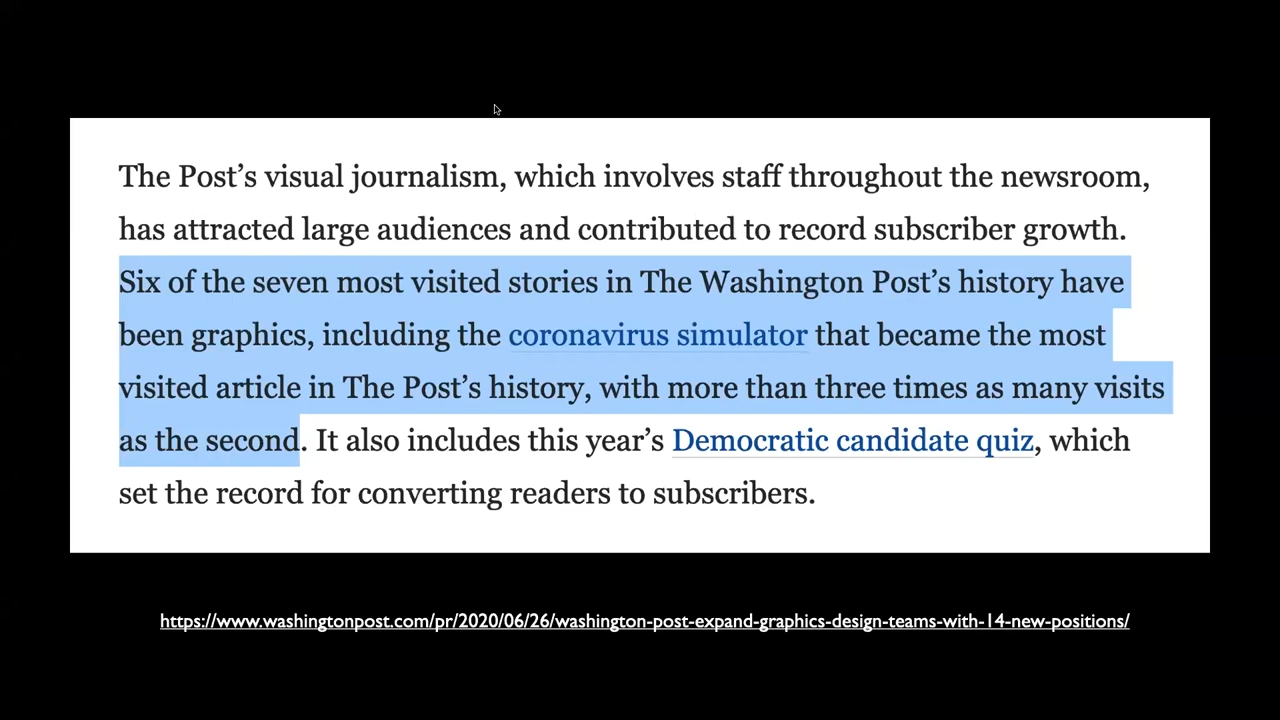 The Post’s visual journalism, which involves staff throughout the newsroom,
has attracted large audiences and contributed to record subscriber growth.
Six of the seven most visited stories in The Washington Post’s history have
been graphics, including the coronavirus simulator that became the most
visited article in The Post’s history, with more than three times as many visits
as the second. It also includes this year’s Democratic candidate quiz, which
set the record for converting readers to subscribers.
https://www.washingtonpost.com/pr/2020/06/26/washington-post-expand-graphics-design-teams-with-14-new-positions/